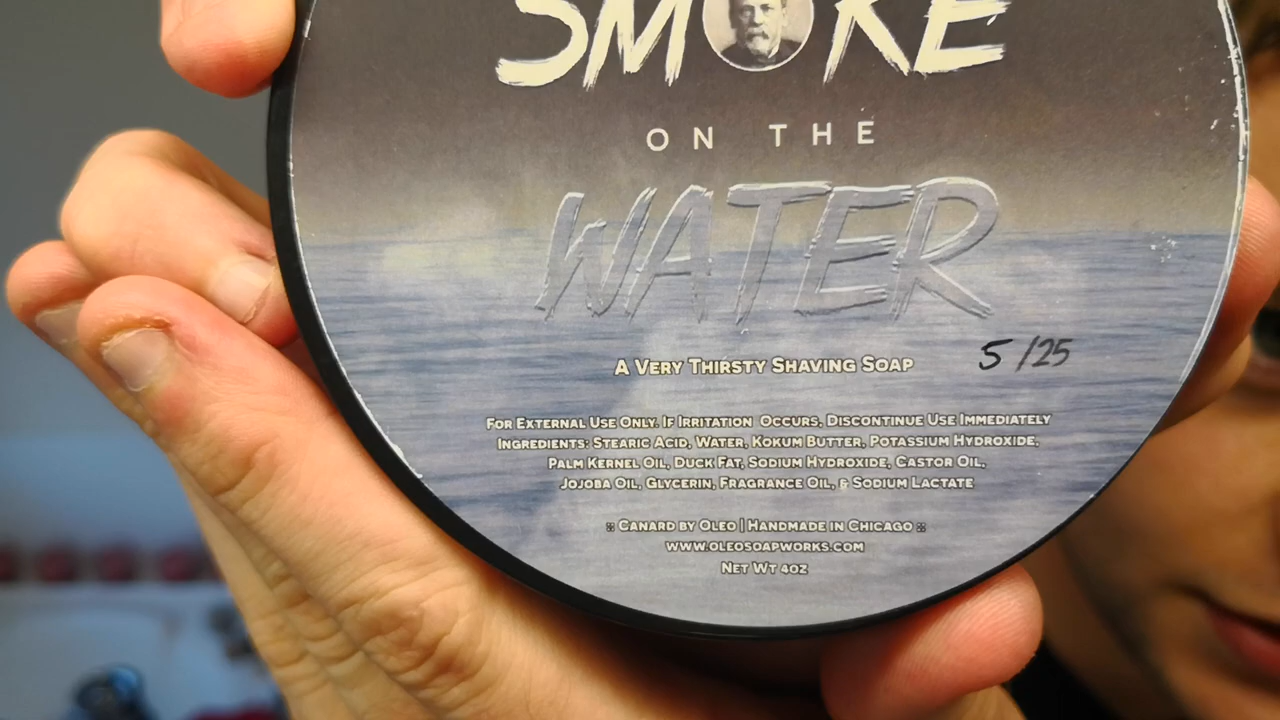 SMOKE
ON THE
WATER
A VERY THIRSTY SHAVING SOAP 5/25
FOR EXTERNAL USE ONLY. IF IRRITATION OCCURS, DISCONTINUE USE IMMEDIATELY
INGREDIENTS: STEARIC ACID, WATER, KOKUM BUTTER, POTASSIUM HYDROXIDE,
PALM KERNEL OIL, DUCK FAT, SODIUM HYDROXIDE, CASTOR OIL,
JOJOBA OIL, GLYCERIN, FRAGRANCE OIL, & SODIUM LACTATE
:: CANARD BY OLEO | HANDMADE IN CHICAGO ::
WWW.OLEOSOAPWORKS.COM
NET WT 4OZ